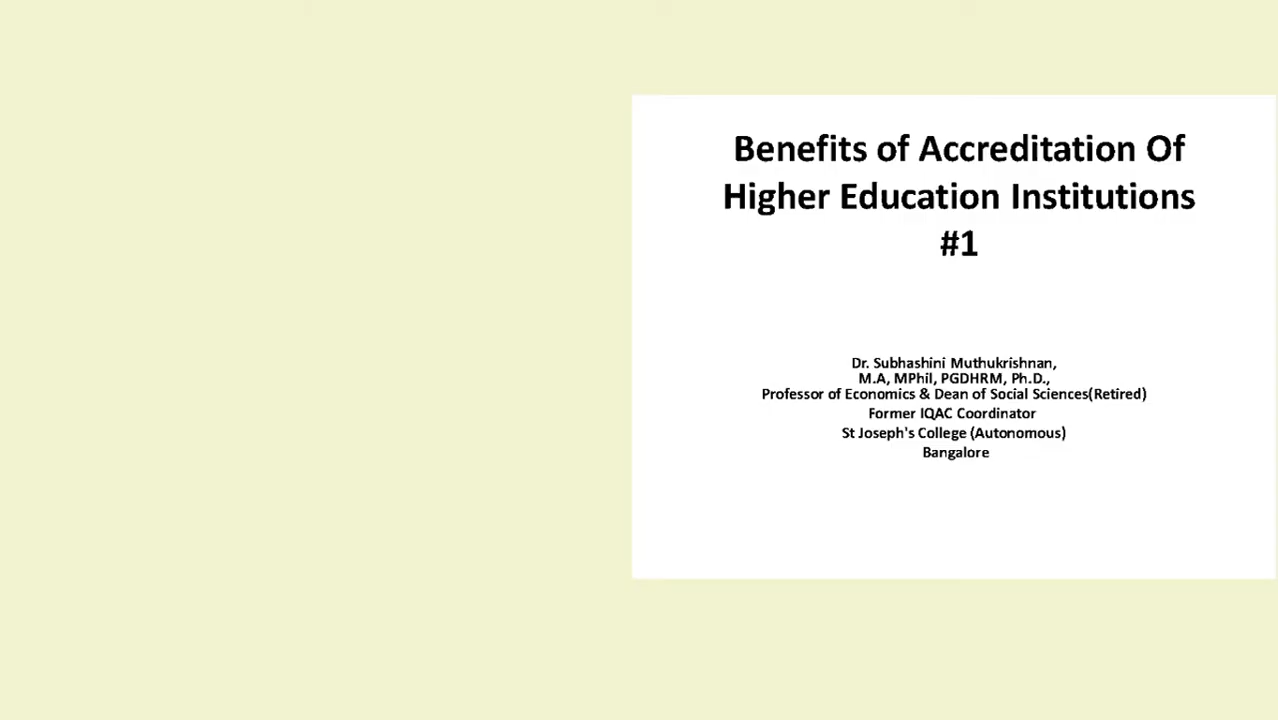 Benefits of Accreditation Of
Higher Education Institutions
#1
Dr. Subhashini Muthukrishnan,
M.A, MPhil, PGDHRM, Ph.D.,
Professor of Economics & Dean of Social Sciences(Retired)
Former IQAC Coordinator
St Joseph's College (Autonomous)
Bangalore